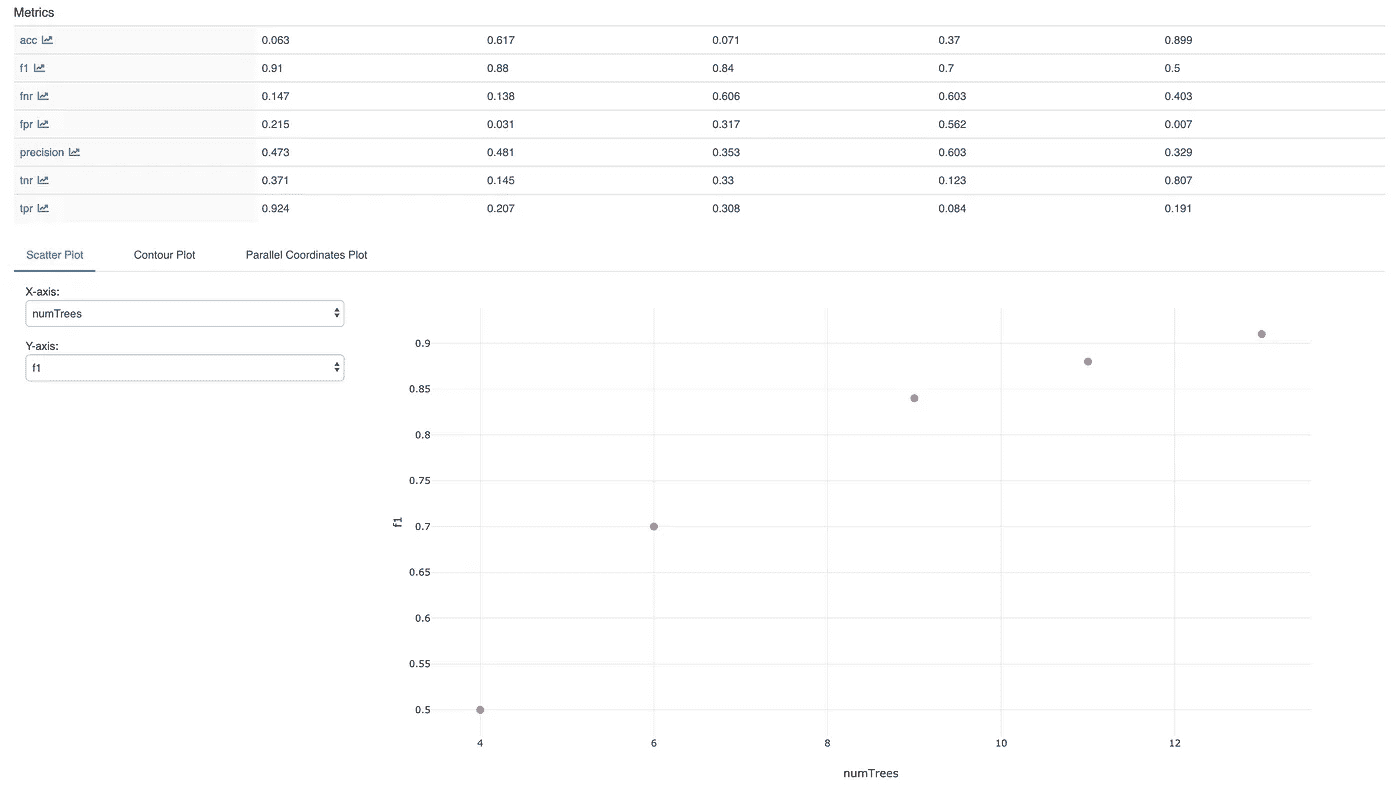 Metrics
acc 0.063 0.617 0.071 0.37 0.899
f1 0.91 0.88 0.84 0.7 0.5
fnr 0.147 0.138 0.606 0.603 0.403
fpr 0.215 0.031 0.317 0.562 0.007
precision 0.473 0.481 0.353 0.603 0.329
tnr 0.371 0.145 0.33 0.123 0.807
tpr 0.924 0.207 0.308 0.084 0.191
Scatter Plot Contour Plot Parallel Coordinates Plot
X-axis:
numTrees
Y-axis:
f1
0.9
0.85
0.8
0.75
0.7
0.65
0.6
0.55
0.5
f1
4 6 8 10 12
numTrees